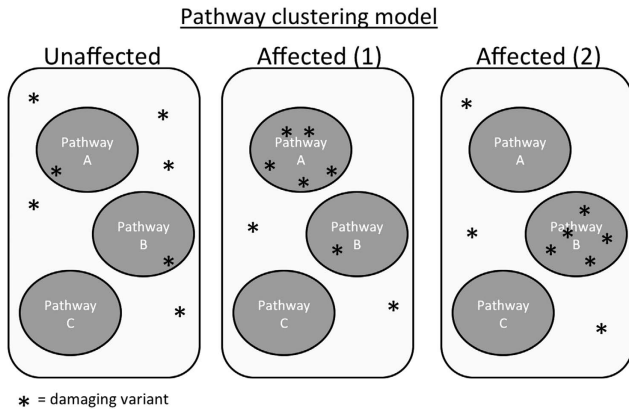 Pathway clustering model
Unaffected
Affected (1)
Affected (2)
Pathway
A
Pathway
B
Pathway
C
Pathway
A
Pathway
B
Pathway
C
Pathway
A
Pathway
B
Pathway
C
* = damaging variant